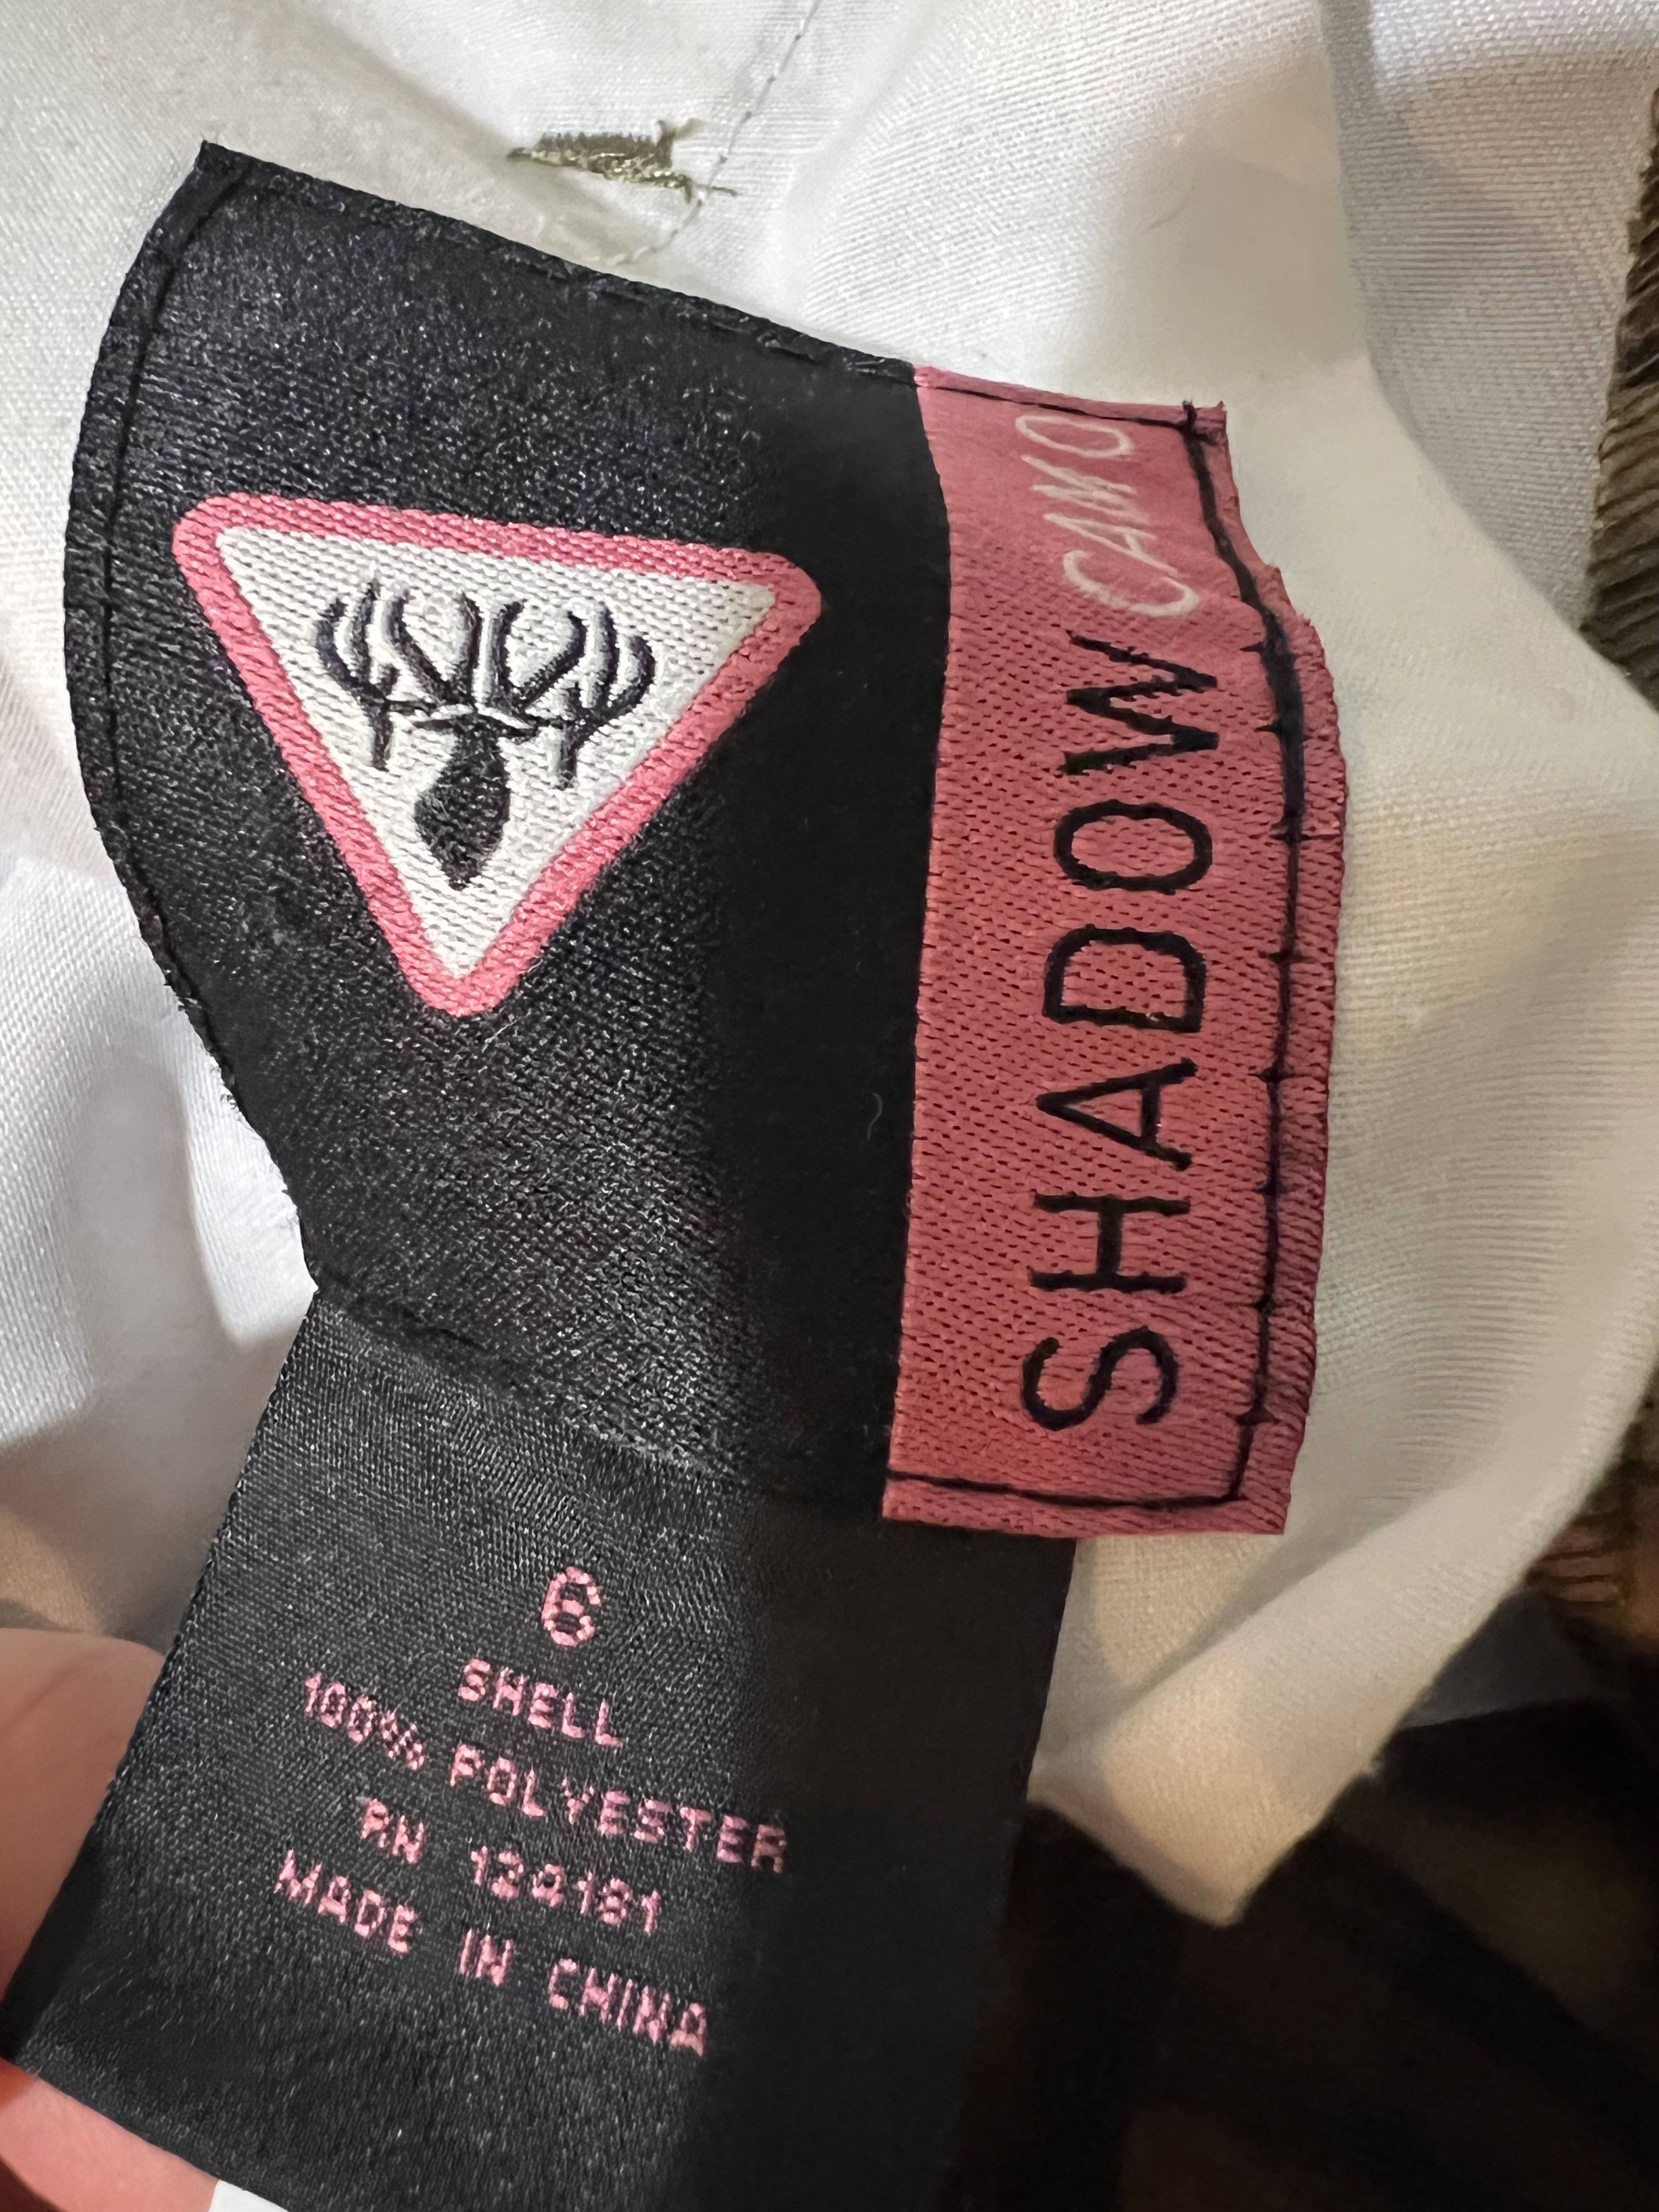 SHADOW CAMO
6
SHELL
100% POLYESTER
RN 124181
MADE IN CHINA